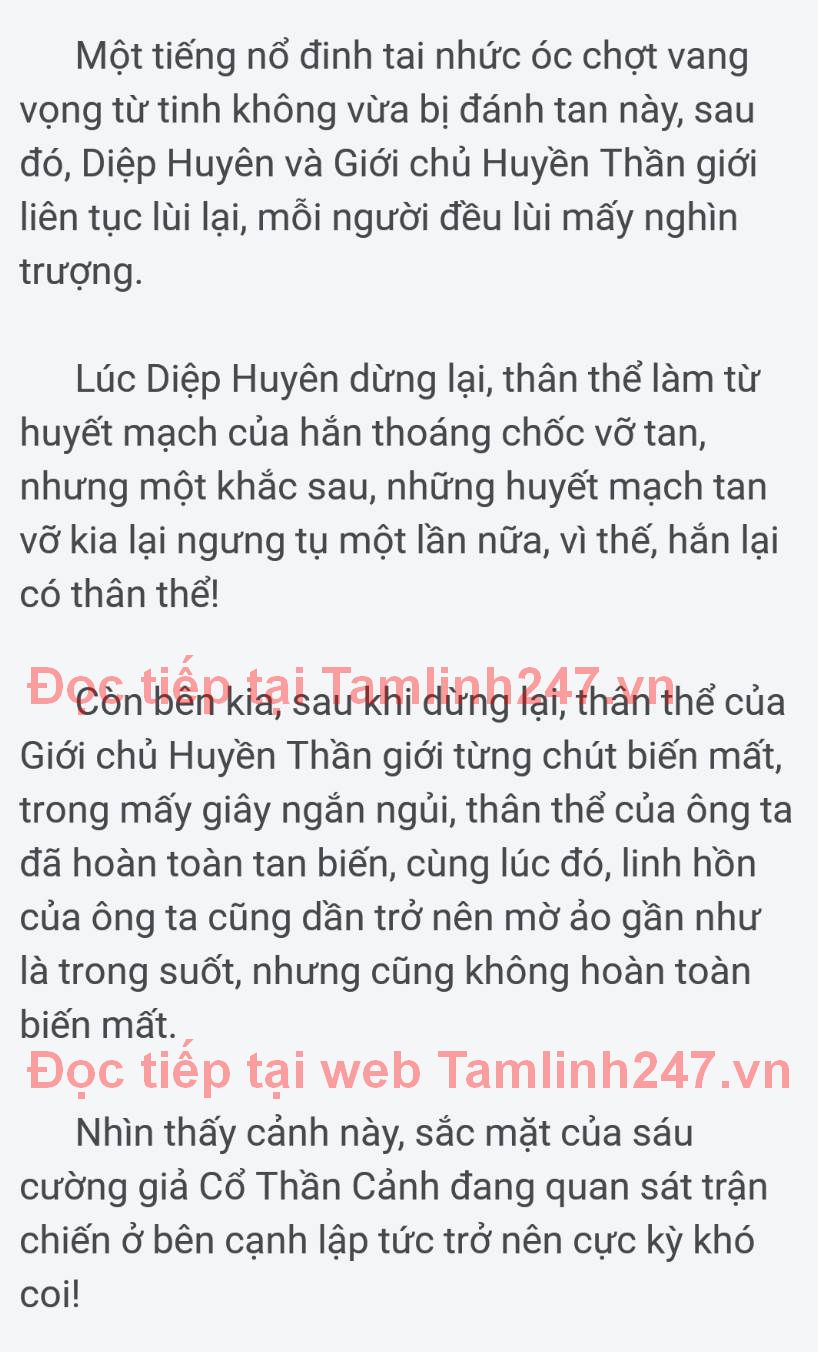 Một tiếng nổ đinh tai nhức óc chợt vang
vọng từ tinh không vừa bị đánh tan này, sau
đó, Diệp Huyên và Giới chủ Huyền Thần giới
liên tục lùi lại, mỗi người đều lùi mấy nghìn
trượng.
Lúc Diệp Huyên dừng lại, thân thể làm từ
huyết mạch của hắn thoáng chốc vỡ tan,
nhưng một khắc sau, những huyết mạch tan
vỡ kia lại ngưng tụ một lần nữa, vì thế, hắn lại
có thân thể!
Đọc tiếp tại Tamlinh247.vn
Còn bên kia, sau khi dừng lại, thân thể của
Giới chủ Huyền Thần giới từng chút biến mất,
trong mấy giây ngắn ngủi, thân thể của ông ta
đã hoàn toàn tan biến, cùng lúc đó, linh hồn
của ông ta cũng dần trở nên mờ ảo gần như
là trong suốt, nhưng cũng không hoàn toàn
biến mất.
Đọc tiếp tại web Tamlinh247.vn
Nhìn thấy cảnh này, sắc mặt của sáu
cường giả Cổ Thần Cảnh đang quan sát trận
chiến ở bên cạnh lập tức trở nên cực kỳ khó
coi!